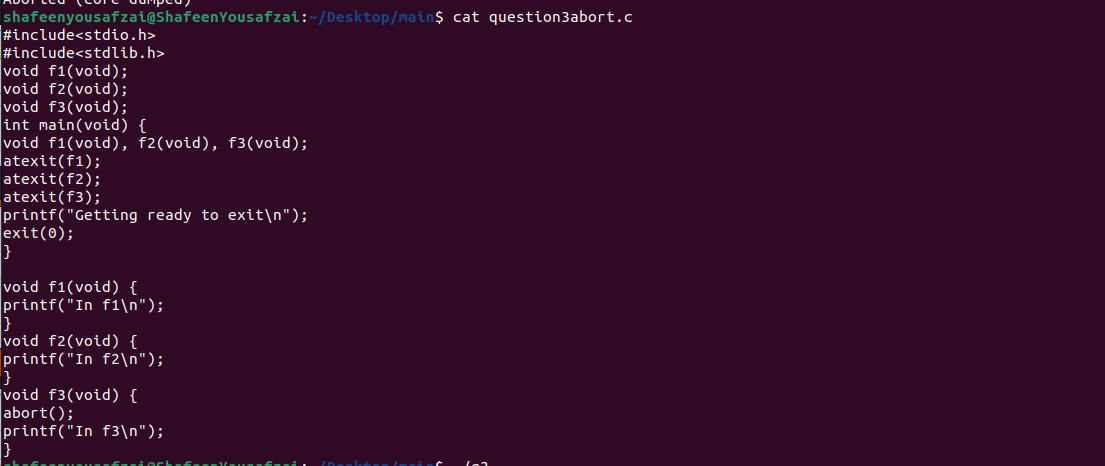 Aborted (core dumped)
shafeenyousafzai@ShafeenYousafzai:~/Desktop/main$ cat question3abort.c
#include<stdio.h>
#include<stdlib.h>
void f1(void);
void f2(void);
void f3(void);
int main(void) {
void f1(void), f2(void), f3(void);
atexit(f1);
atexit(f2);
atexit(f3);
printf("Getting ready to exit\n");
exit(0);
}
void f1(void) {
printf("In f1\n");
}
void f2(void) {
printf("In f2\n");
}
void f3(void) {
abort();
printf("In f3\n");
}
shafeenyousafzai@ShafeenYousafzai:~/Desktop/main$